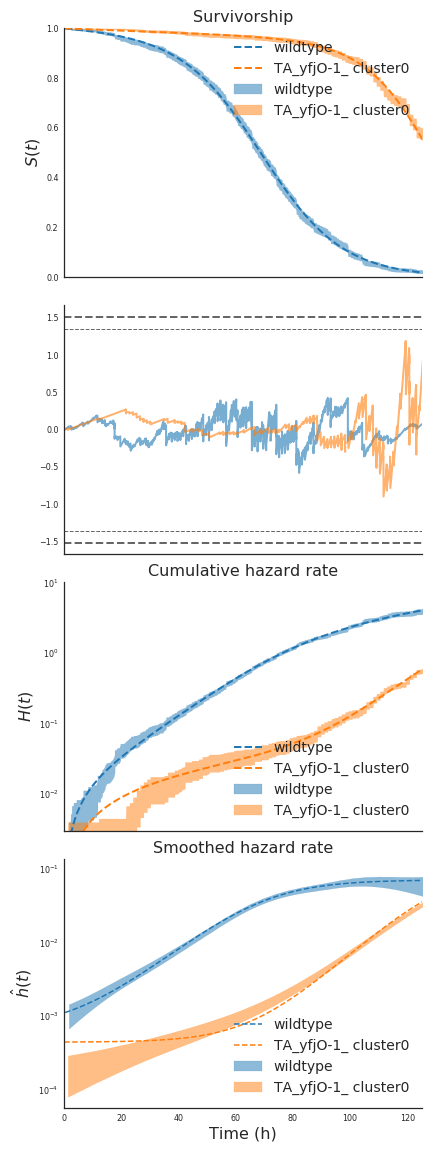 Survivorship
1.0
0.8
0.6
0.4
0.2
0.0
S(t)
wildtype
TA_yfjO-1_ cluster0
wildtype
TA_yfjO-1_ cluster0
1.5
1.0
0.5
0.0
−0.5
−1.0
−1.5
Cumulative hazard rate
10¹
10⁰
10⁻¹
10⁻²
H(t)
wildtype
TA_yfjO-1_ cluster0
wildtype
TA_yfjO-1_ cluster0
Smoothed hazard rate
10⁻¹
10⁻²
10⁻³
10⁻⁴
ĥ(t)
wildtype
TA_yfjO-1_ cluster0
wildtype
TA_yfjO-1_ cluster0
0 20 40 60 80 100 120
Time (h)